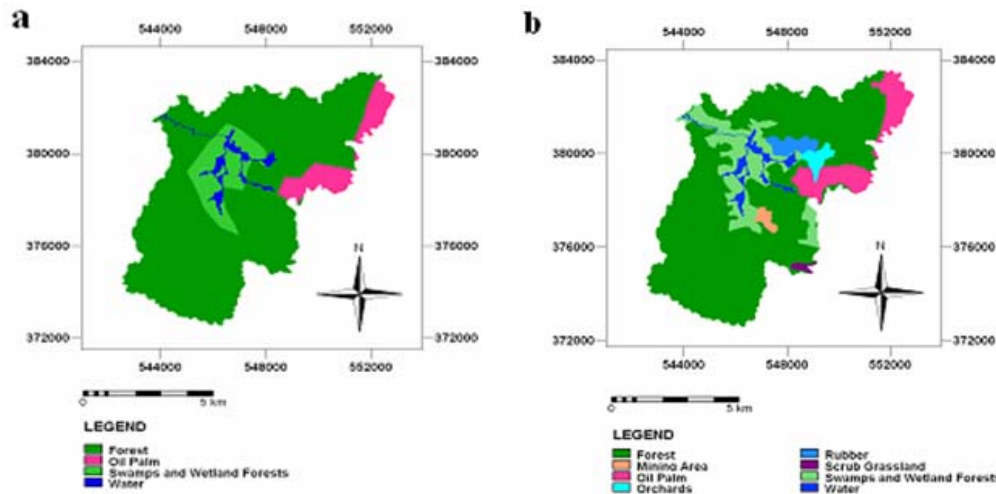 a
544000 548000 552000
384000 384000
380000 380000
376000 376000
372000 372000
N
544000 548000 552000
0 5 km
LEGEND
Forest
Oil Palm
Swamps and Wetland Forests
Water
b
544000 548000 552000
384000 384000
380000 380000
376000 376000
372000 372000
N
544000 548000 552000
0 5 km
LEGEND
Forest
Mining Area
Oil Palm
Orchards
Rubber
Scrub Grassland
Swamps and Wetland Forests
Water